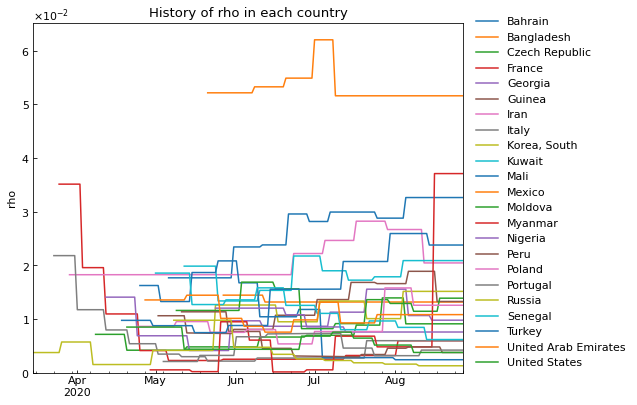 History of rho in each country
×10⁻²
6
5
4
3
2
1
0
rho
Apr
2020
May
Jun
Jul
Aug
Bahrain
Bangladesh
Czech Republic
France
Georgia
Guinea
Iran
Italy
Korea, South
Kuwait
Mali
Mexico
Moldova
Myanmar
Nigeria
Peru
Poland
Portugal
Russia
Senegal
Turkey
United Arab Emirates
United States